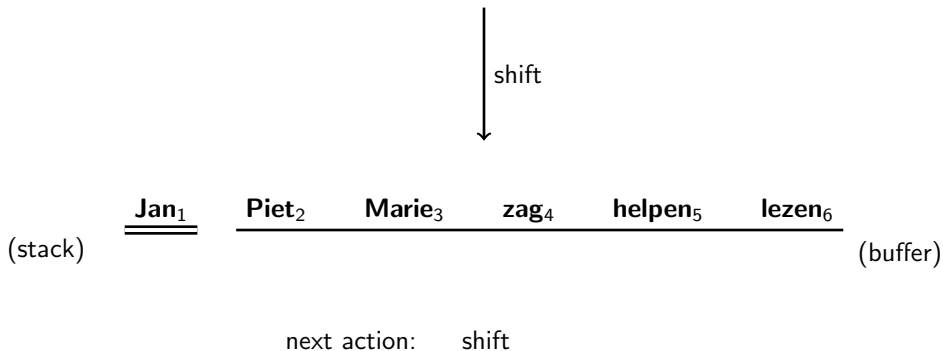 shift
Jan₁ Piet₂ Marie₃ zag₄ helpen₅ lezen₆
(stack) (buffer)
next action: shift